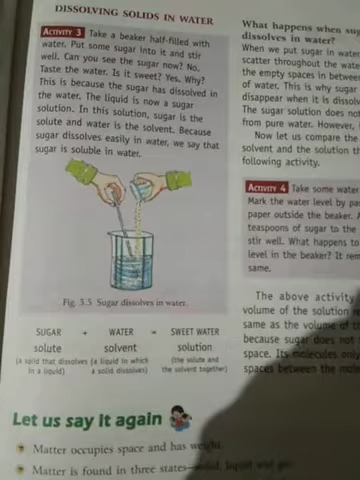 DISSOLVING SOLIDS IN WATER
ACTIVITY 3 Take a beaker half-filled with
water. Put some sugar into it and stir
well. Can you see the sugar now? No.
Taste the water. Is it sweet? Yes. Why?
This is because the sugar has dissolved in
the water. The liquid is now a sugar
solution. In this solution, sugar is the
solute and water is the solvent. Because
sugar dissolves easily in water, we say that
sugar is soluble in water.
Fig. 3.5 Sugar dissolves in water.
SUGAR + WATER = SWEET WATER
solute solvent solution
(a solid that dissolves (a liquid in which (the solute and
in a liquid) a solid dissolves) the solvent together)
Let us say it again
Matter occupies space and has weight.
Matter is found in three states—solid, liquid and gas.
What happens when
dissolves in water?
When we put sugar in water
scatter throughout the
the empty spaces in
of water. This is why sugar
disappear when it is
The sugar solution does
from pure water. However,
Now let us compare the
solvent and the solution
following activity.
ACTIVITY 4 Take some water
Mark the water level by
paper outside the beaker.
teaspoons of sugar to the
stir well. What happens to
level in the beaker? It
same.
The above activity
volume of the solution
same as the volume of
because sugar does
space. Its molecules only
spaces between the